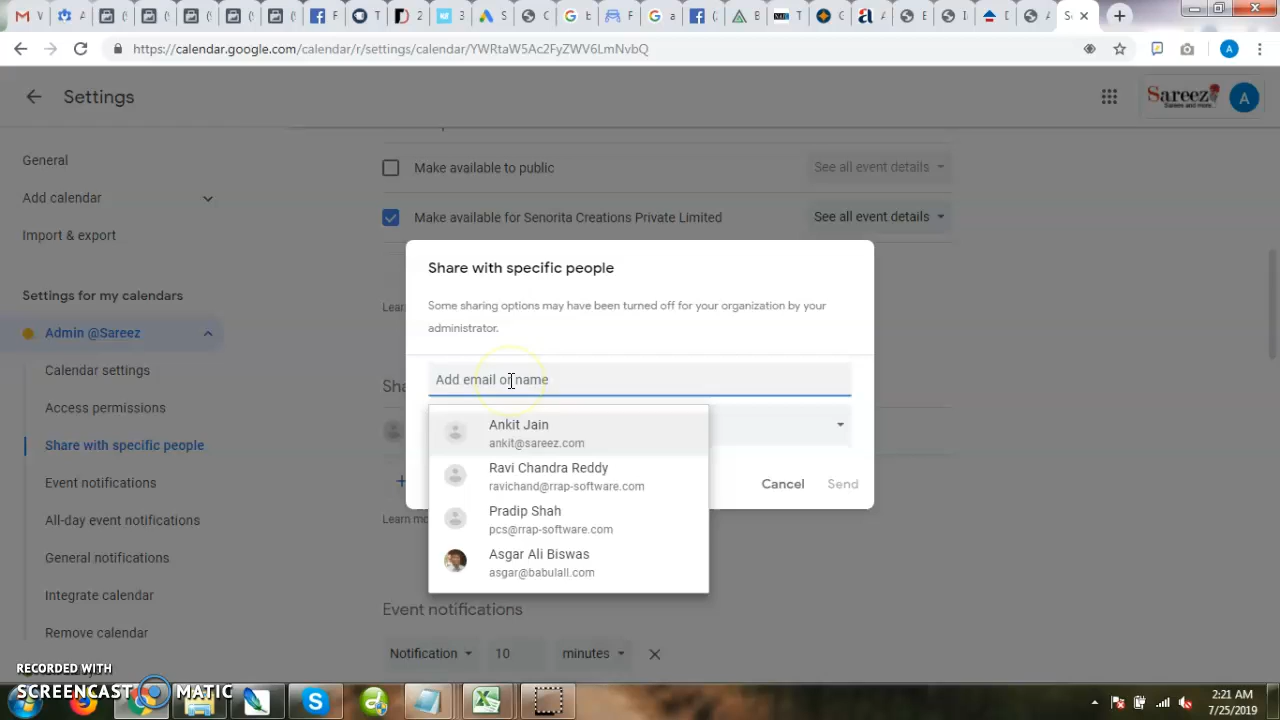 https://calendar.google.com/calendar/r/settings/calendar/YWRtaW5Ac2FyZWV6LmNvbQ
A
Settings
Sareez
Sarees and more...
A
General
Add calendar
Import & export
Settings for my calendars
Admin @Sareez
Calendar settings
Access permissions
Share with specific people
Event notifications
All-day event notifications
General notifications
Integrate calendar
Remove calendar
Make available to public
See all event details
Make available for Senorita Creations Private Limited
See all event details
Share with specific people
Some sharing options may have been turned off for your organization by your
administrator.
Add email or name
Ankit Jain
ankit@sareez.com
Ravi Chandra Reddy
ravichand@rrap-software.com
Pradip Shah
pcs@rrap-software.com
Asgar Ali Biswas
asgar@babulall.com
Cancel
Send
Event notifications
Notification
10
minutes
RECORDED WITH
SCREENCAST MATIC
2:21 AM
7/25/2019